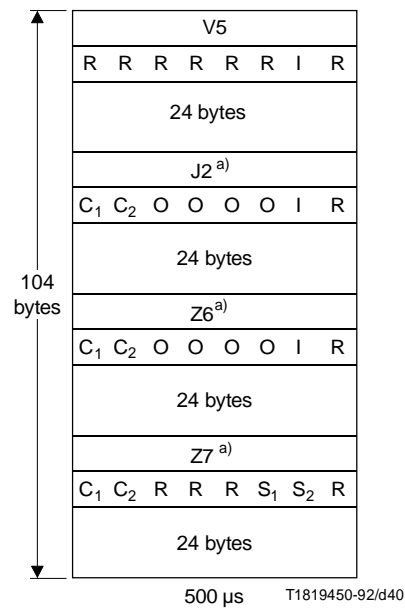 V5
R R R R R R I R
24 bytes
J2 a)
C1 C2 O O O O I R
24 bytes
104
bytes
Z6 a)
C1 C2 O O O O I R
24 bytes
Z7 a)
C1 C2 R R R S1 S2 R
24 bytes
500 µs
T1819450-92/d40